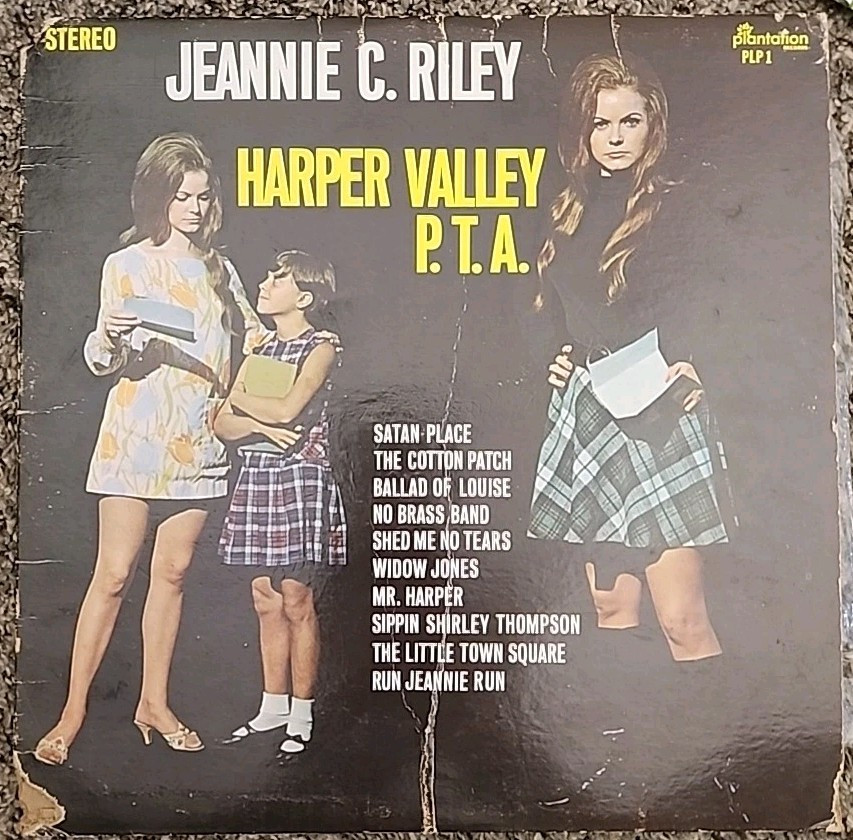 STEREO
plantation
RECORDS
PLP 1
JEANNIE C. RILEY
HARPER VALLEY
P.T.A.
SATAN PLACE
THE COTTON PATCH
BALLAD OF LOUISE
NO BRASS BAND
SHED ME NO TEARS
WIDOW JONES
MR. HARPER
SIPPIN SHIRLEY THOMPSON
THE LITTLE TOWN SQUARE
RUN JEANNIE RUN